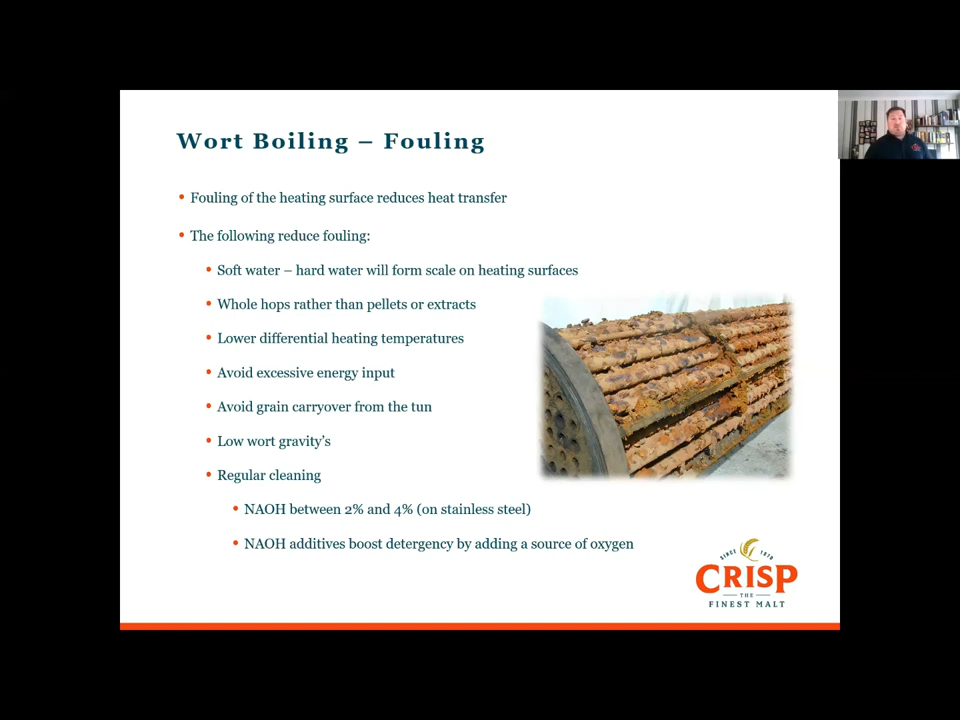 Wort Boiling – Fouling
• Fouling of the heating surface reduces heat transfer
• The following reduce fouling:
• Soft water – hard water will form scale on heating surfaces
• Whole hops rather than pellets or extracts
• Lower differential heating temperatures
• Avoid excessive energy input
• Avoid grain carryover from the tun
• Low wort gravity's
• Regular cleaning
• NAOH between 2% and 4% (on stainless steel)
• NAOH additives boost detergency by adding a source of oxygen
SINCE 1870
CRISP
THE
FINEST MALT